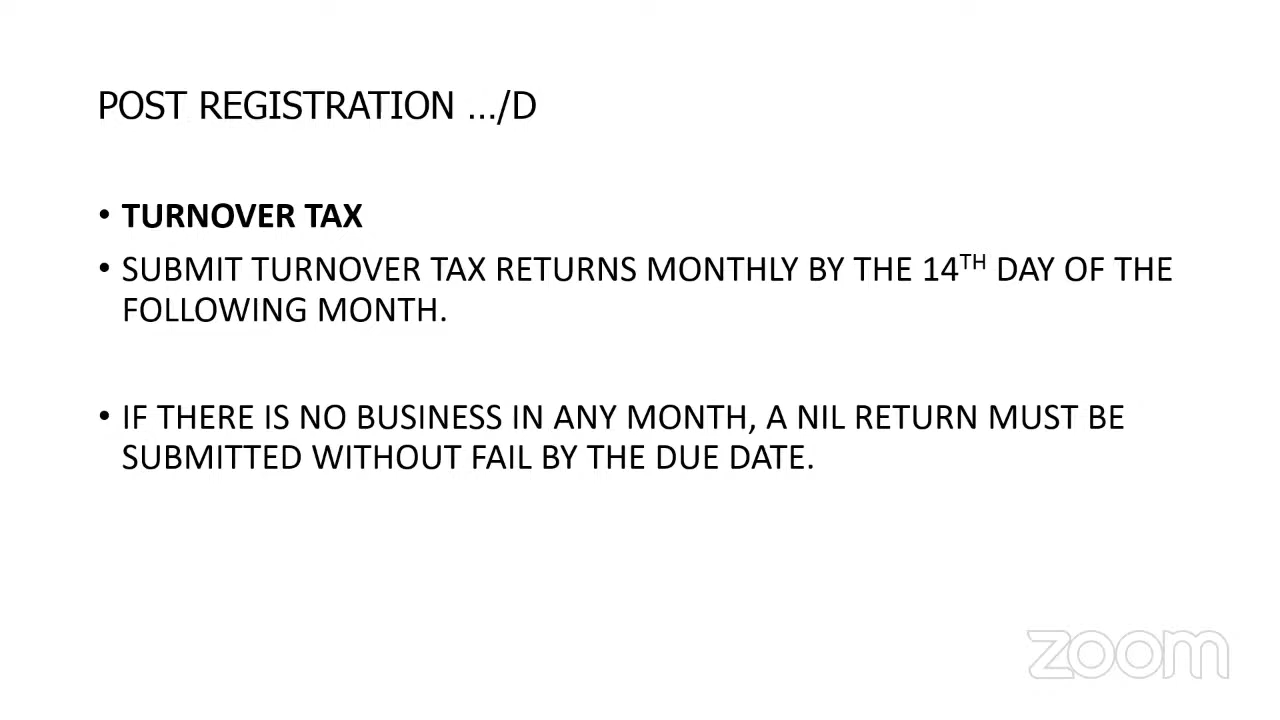 POST REGISTRATION .../D
• TURNOVER TAX
• SUBMIT TURNOVER TAX RETURNS MONTHLY BY THE 14TH DAY OF THE
FOLLOWING MONTH.
• IF THERE IS NO BUSINESS IN ANY MONTH, A NIL RETURN MUST BE
SUBMITTED WITHOUT FAIL BY THE DUE DATE.
zoom